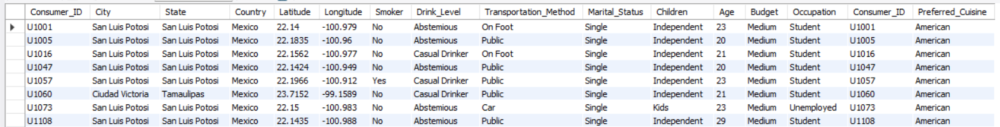 Consumer_ID City State Country Latitude Longitude Smoker Drink_Level Transportation_Method Marital_Status Children Age Budget Occupation Consumer_ID Preferred_Cuisine
U1001 San Luis Potosi San Luis Potosi Mexico 22.14 -100.979 No Abstemious On Foot Single Independent 23 Medium Student U1001 American
U1005 San Luis Potosi San Luis Potosi Mexico 22.1835 -100.96 No Abstemious Public Single Independent 20 Medium Student U1005 American
U1016 San Luis Potosi San Luis Potosi Mexico 22.1562 -100.977 No Casual Drinker On Foot Single Independent 21 Medium Student U1016 American
U1047 San Luis Potosi San Luis Potosi Mexico 22.1424 -100.949 No Abstemious Public Single Independent 20 Medium Student U1047 American
U1057 San Luis Potosi San Luis Potosi Mexico 22.1966 -100.912 Yes Casual Drinker Public Single Independent 23 Medium Student U1057 American
U1060 Ciudad Victoria Tamaulipas Mexico 23.7152 -99.1589 No Casual Drinker Public Single Independent 21 Medium Student U1060 American
U1073 San Luis Potosi San Luis Potosi Mexico 22.15 -100.983 No Abstemious Car Single Kids 23 Medium Unemployed U1073 American
U1108 San Luis Potosi San Luis Potosi Mexico 22.1435 -100.988 No Abstemious Public Single Independent 29 Medium Student U1108 American